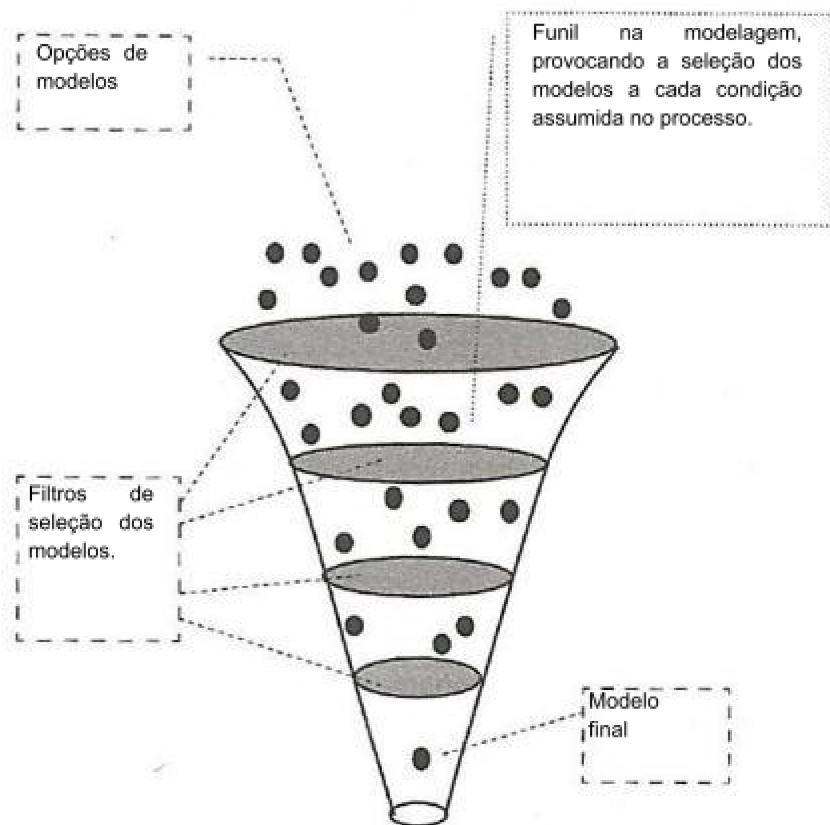 Opções de
modelos
Funil na modelagem,
provocando a seleção dos
modelos a cada condição
assumida no processo.
Filtros de
seleção dos
modelos.
Modelo
final